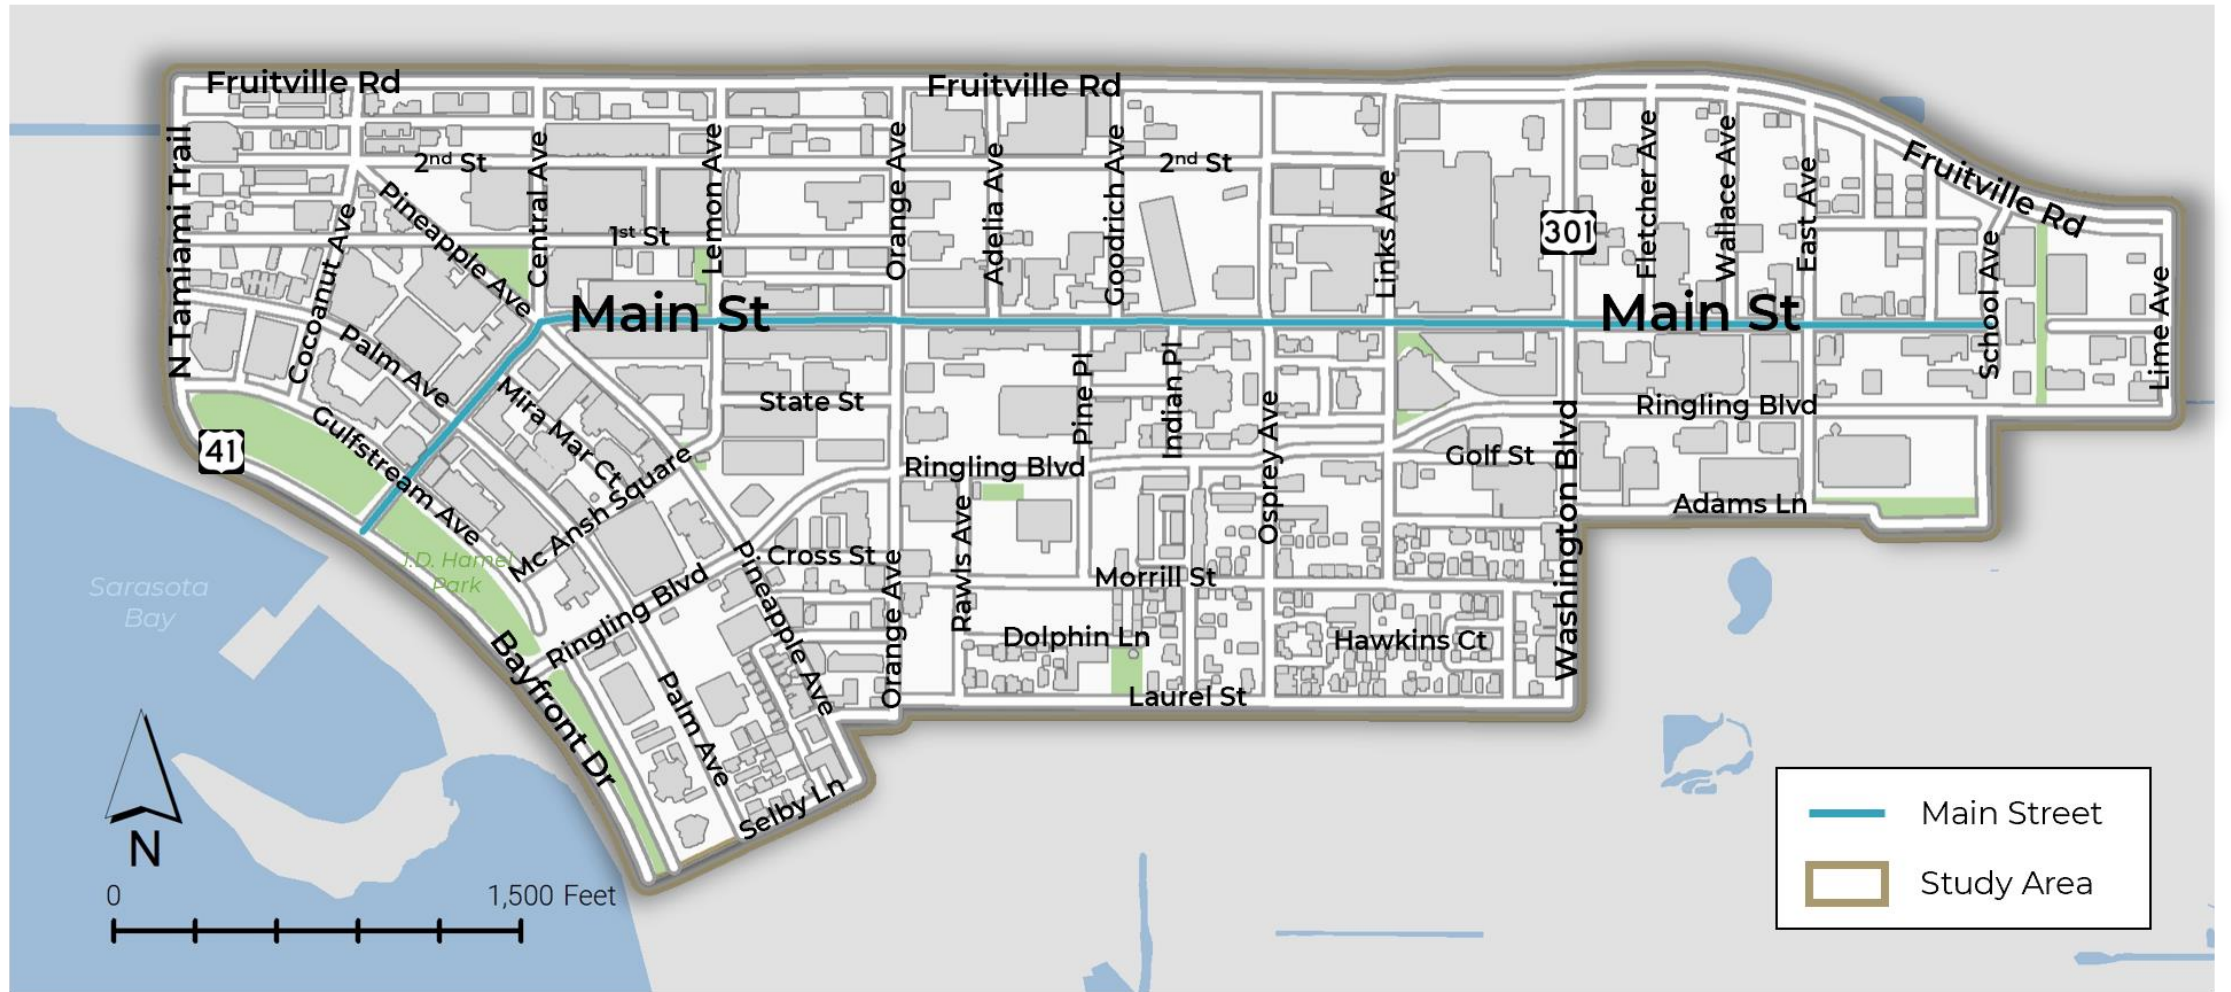 Fruitville Rd
Fruitville Rd
N Tamiami Trail
2nd St
Central Ave
Lemon Ave
Orange Ave
Adelia Ave
Goodrich Ave
2nd St
Links Ave
Fletcher Ave
Wallace Ave
East Ave
Fruitville Rd
Pineapple Ave
Cocoanut Ave
1st St
301
School Ave
Lime Ave
Main St
Main St
Palm Ave
Mira Mar Ct
State St
Pine Pl
Indian Pl
Osprey Ave
Ringling Blvd
41
Gulfstream Ave
Mc Ansh Square
Ringling Blvd
Golf St
Washington Blvd
Adams Ln
J.D. Hamel
Park
Sarasota
Bay
Cross St
Rawls Ave
Morrill St
Ringling Blvd
Pineapple Ave
Orange Ave
Dolphin Ln
Hawkins Ct
Bayfront Dr
Palm Ave
Laurel St
Selby Ln
N
0
1,500 Feet
Main Street
Study Area